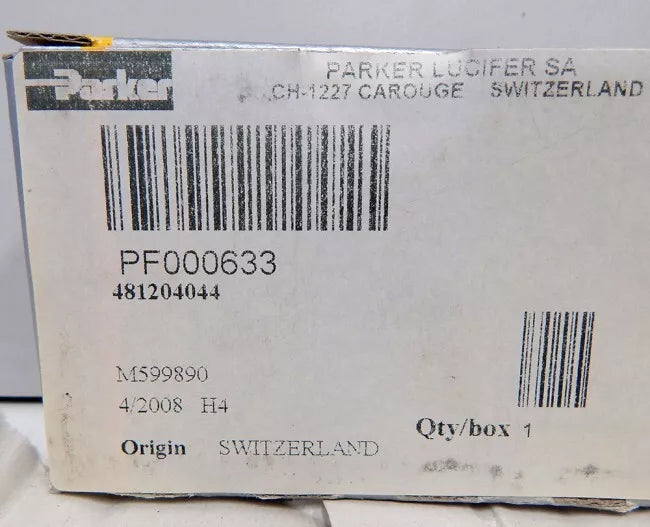 Parker
PARKER LUCIFER SA
CH-1227 CAROUGE SWITZERLAND
PF000633
481204044
M599890
4/2008 H4
Origin SWITZERLAND
Qty/box 1